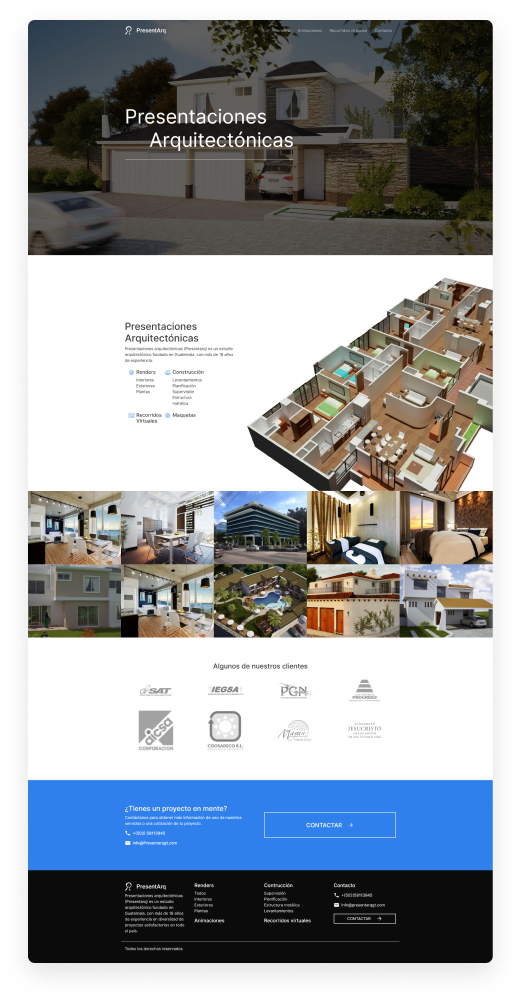 PresentArq
Animaciones
Recorridos virtuales
Contacto
Presentaciones
Arquitectónicas
Presentaciones
Arquitectónicas
Presentaciones arquitectónicas (Presentarq) es un estudio
arquitectónico fundado en Guatemala, con más de 18 años
de experiencia.
Renders
Interiores
Exteriores
Plantas
Construcción
Levantamientos
Planificación
Supervisión
Estructura
metálica
Recorridos
Virtuales
Maquetas
Algunos de nuestros clientes
SAT
IEGSA
PGN
PROGRESO
dicsa
CORPORACION
COOSADECO R.L.
JESUCRISTO
¿Tienes un proyecto en mente?
Contáctanos para obtener más información de uno de nuestros
servicios o una cotización de tu proyecto.
+(502) 58113945
info@Presentarqgt.com
CONTACTAR
PresentArq
Presentaciones arquitectónicas
(Presentarq) es un estudio
arquitectónico fundado en
Guatemala, con más de 18 años
de experiencia en diversidad de
proyectos satisfactorios en todo
el país.
Renders
Todos
Interiores
Exteriores
Plantas
Animaciones
Contrucción
Supervisión
Planificación
Estructura metálica
Levantamientos
Recorridos virtuales
Contacto
+(502)58113945
info@presentarqgt.com
CONTACTAR
Todos los derechos reservados